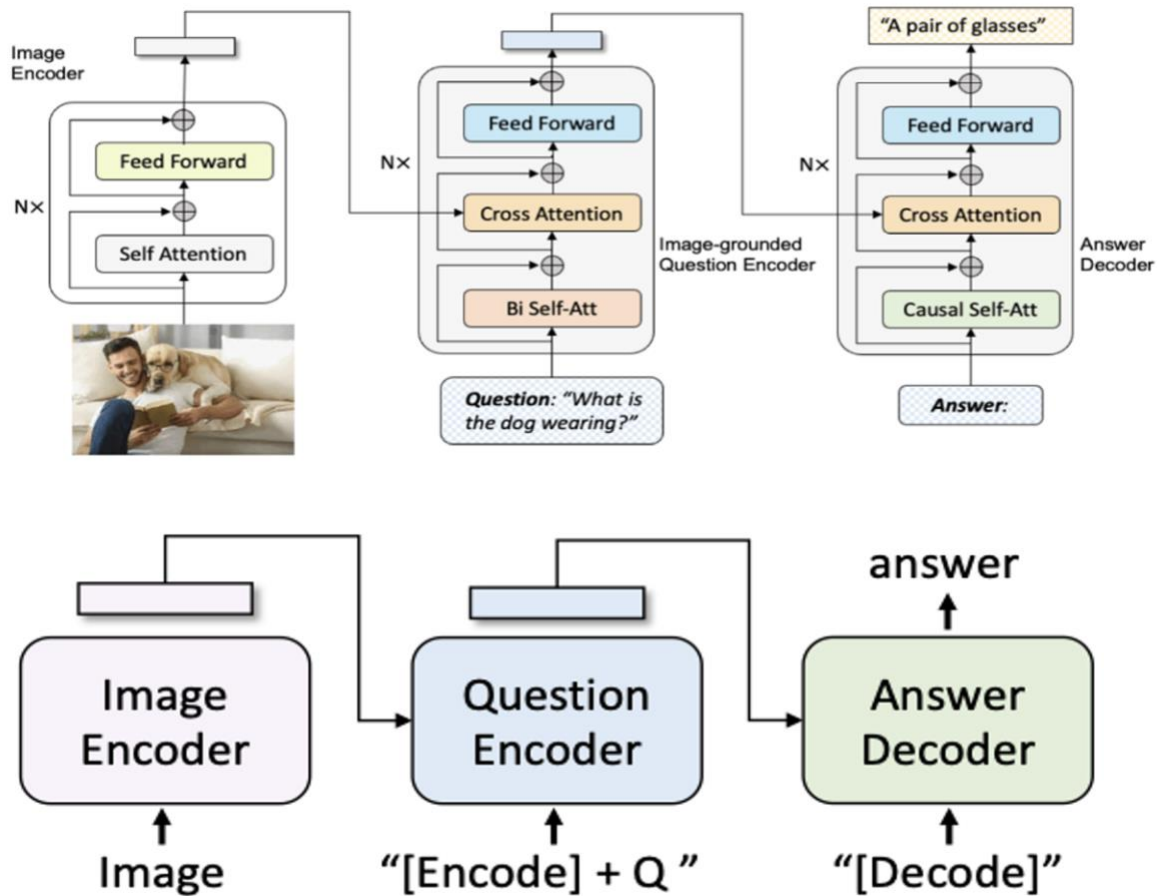 Image
Encoder
N×
Feed Forward
Self Attention
N×
Feed Forward
Cross Attention
Bi Self-Att
Image-grounded
Question Encoder
Question: “What is
the dog wearing?”
“A pair of glasses”
N×
Feed Forward
Cross Attention
Causal Self-Att
Answer
Decoder
Answer:
Image
Encoder
Image
Question
Encoder
“[Encode] + Q ”
answer
Answer
Decoder
“[Decode]”